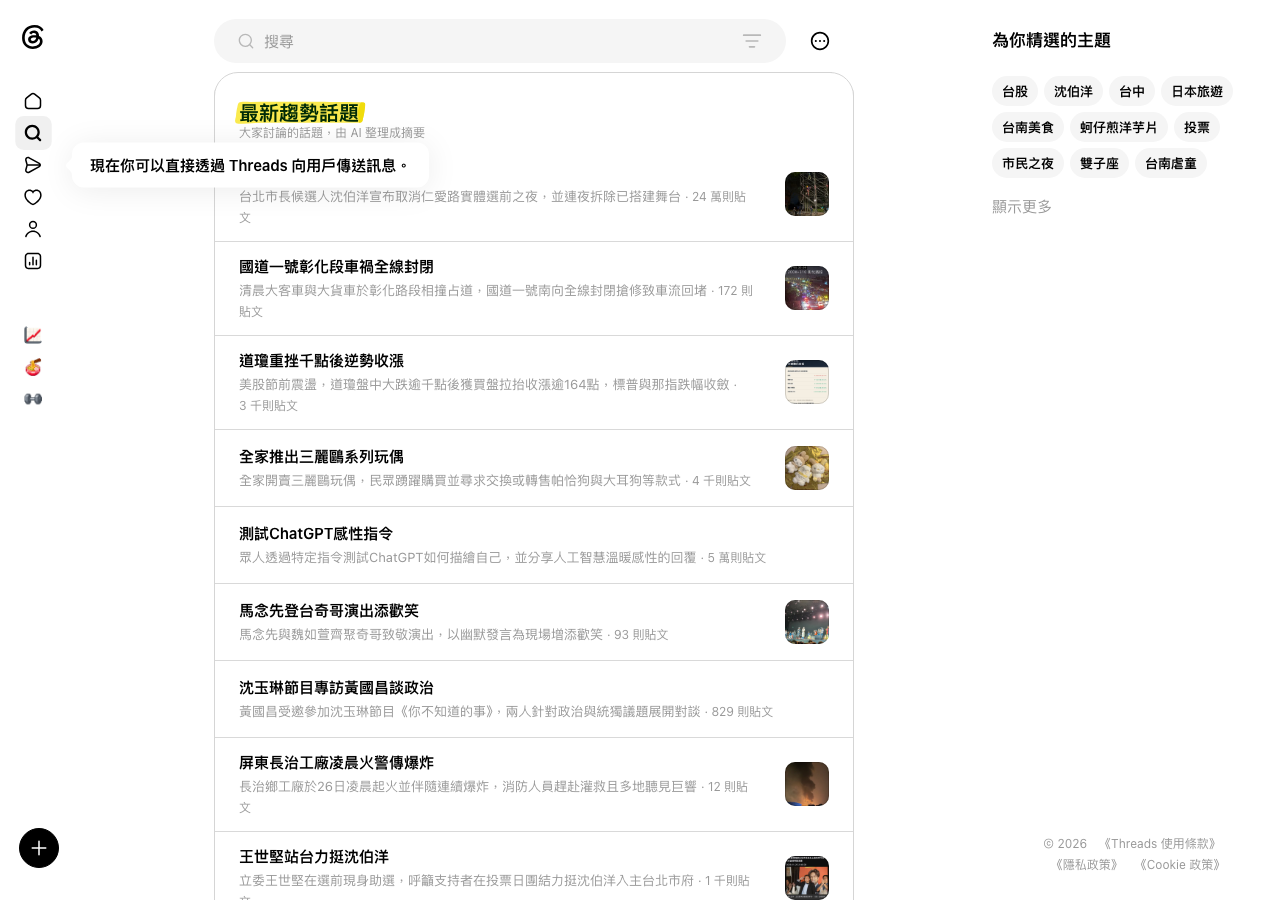 搜尋
最新趨勢話題
大家討論的話題，由 AI 整理成摘要
現在你可以直接透過 Threads 向用戶傳送訊息。
台北市長候選人沈伯洋宣布取消仁愛路實體選前之夜，並連夜拆除已搭建舞台 · 24 萬則貼
文
國道一號彰化段車禍全線封閉
清晨大客車與大貨車於彰化路段相撞占道，國道一號南向全線封閉搶修致車流回堵 · 172 則
貼文
道瓊重挫千點後逆勢收漲
美股節前震盪，道瓊盤中大跌逾千點後獲買盤拉抬收漲逾164點，標普與那指跌幅收斂 ·
3 千則貼文
全家推出三麗鷗系列玩偶
全家開賣三麗鷗玩偶，民眾踴躍購買並尋求交換或轉售帕恰狗與大耳狗等款式 · 4 千則貼文
測試ChatGPT感性指令
眾人透過特定指令測試ChatGPT如何描繪自己，並分享人工智慧溫暖感性的回覆 · 5 萬則貼文
馬念先登台奇哥演出添歡笑
馬念先與魏如萱齊聚奇哥致敬演出，以幽默發言為現場增添歡笑 · 93 則貼文
沈玉琳節目專訪黃國昌談政治
黃國昌受邀參加沈玉琳節目《你不知道的事》，兩人針對政治與統獨議題展開對談 · 829 則貼文
屏東長治工廠凌晨火警傳爆炸
長治鄉工廠於26日凌晨起火並伴隨連續爆炸，消防人員趕赴灌救且多地聽見巨響 · 12 則貼
文
王世堅站台力挺沈伯洋
立委王世堅在選前現身助選，呼籲支持者在投票日團結力挺沈伯洋入主台北市府 · 1 千則貼
文
為你精選的主題
台股 沈伯洋 台中 日本旅遊
台南美食 蚵仔煎洋芋片 投票
市民之夜 雙子座 台南虐童
顯示更多
© 2026 《Threads 使用條款》
《隱私政策》 《Cookie 政策》